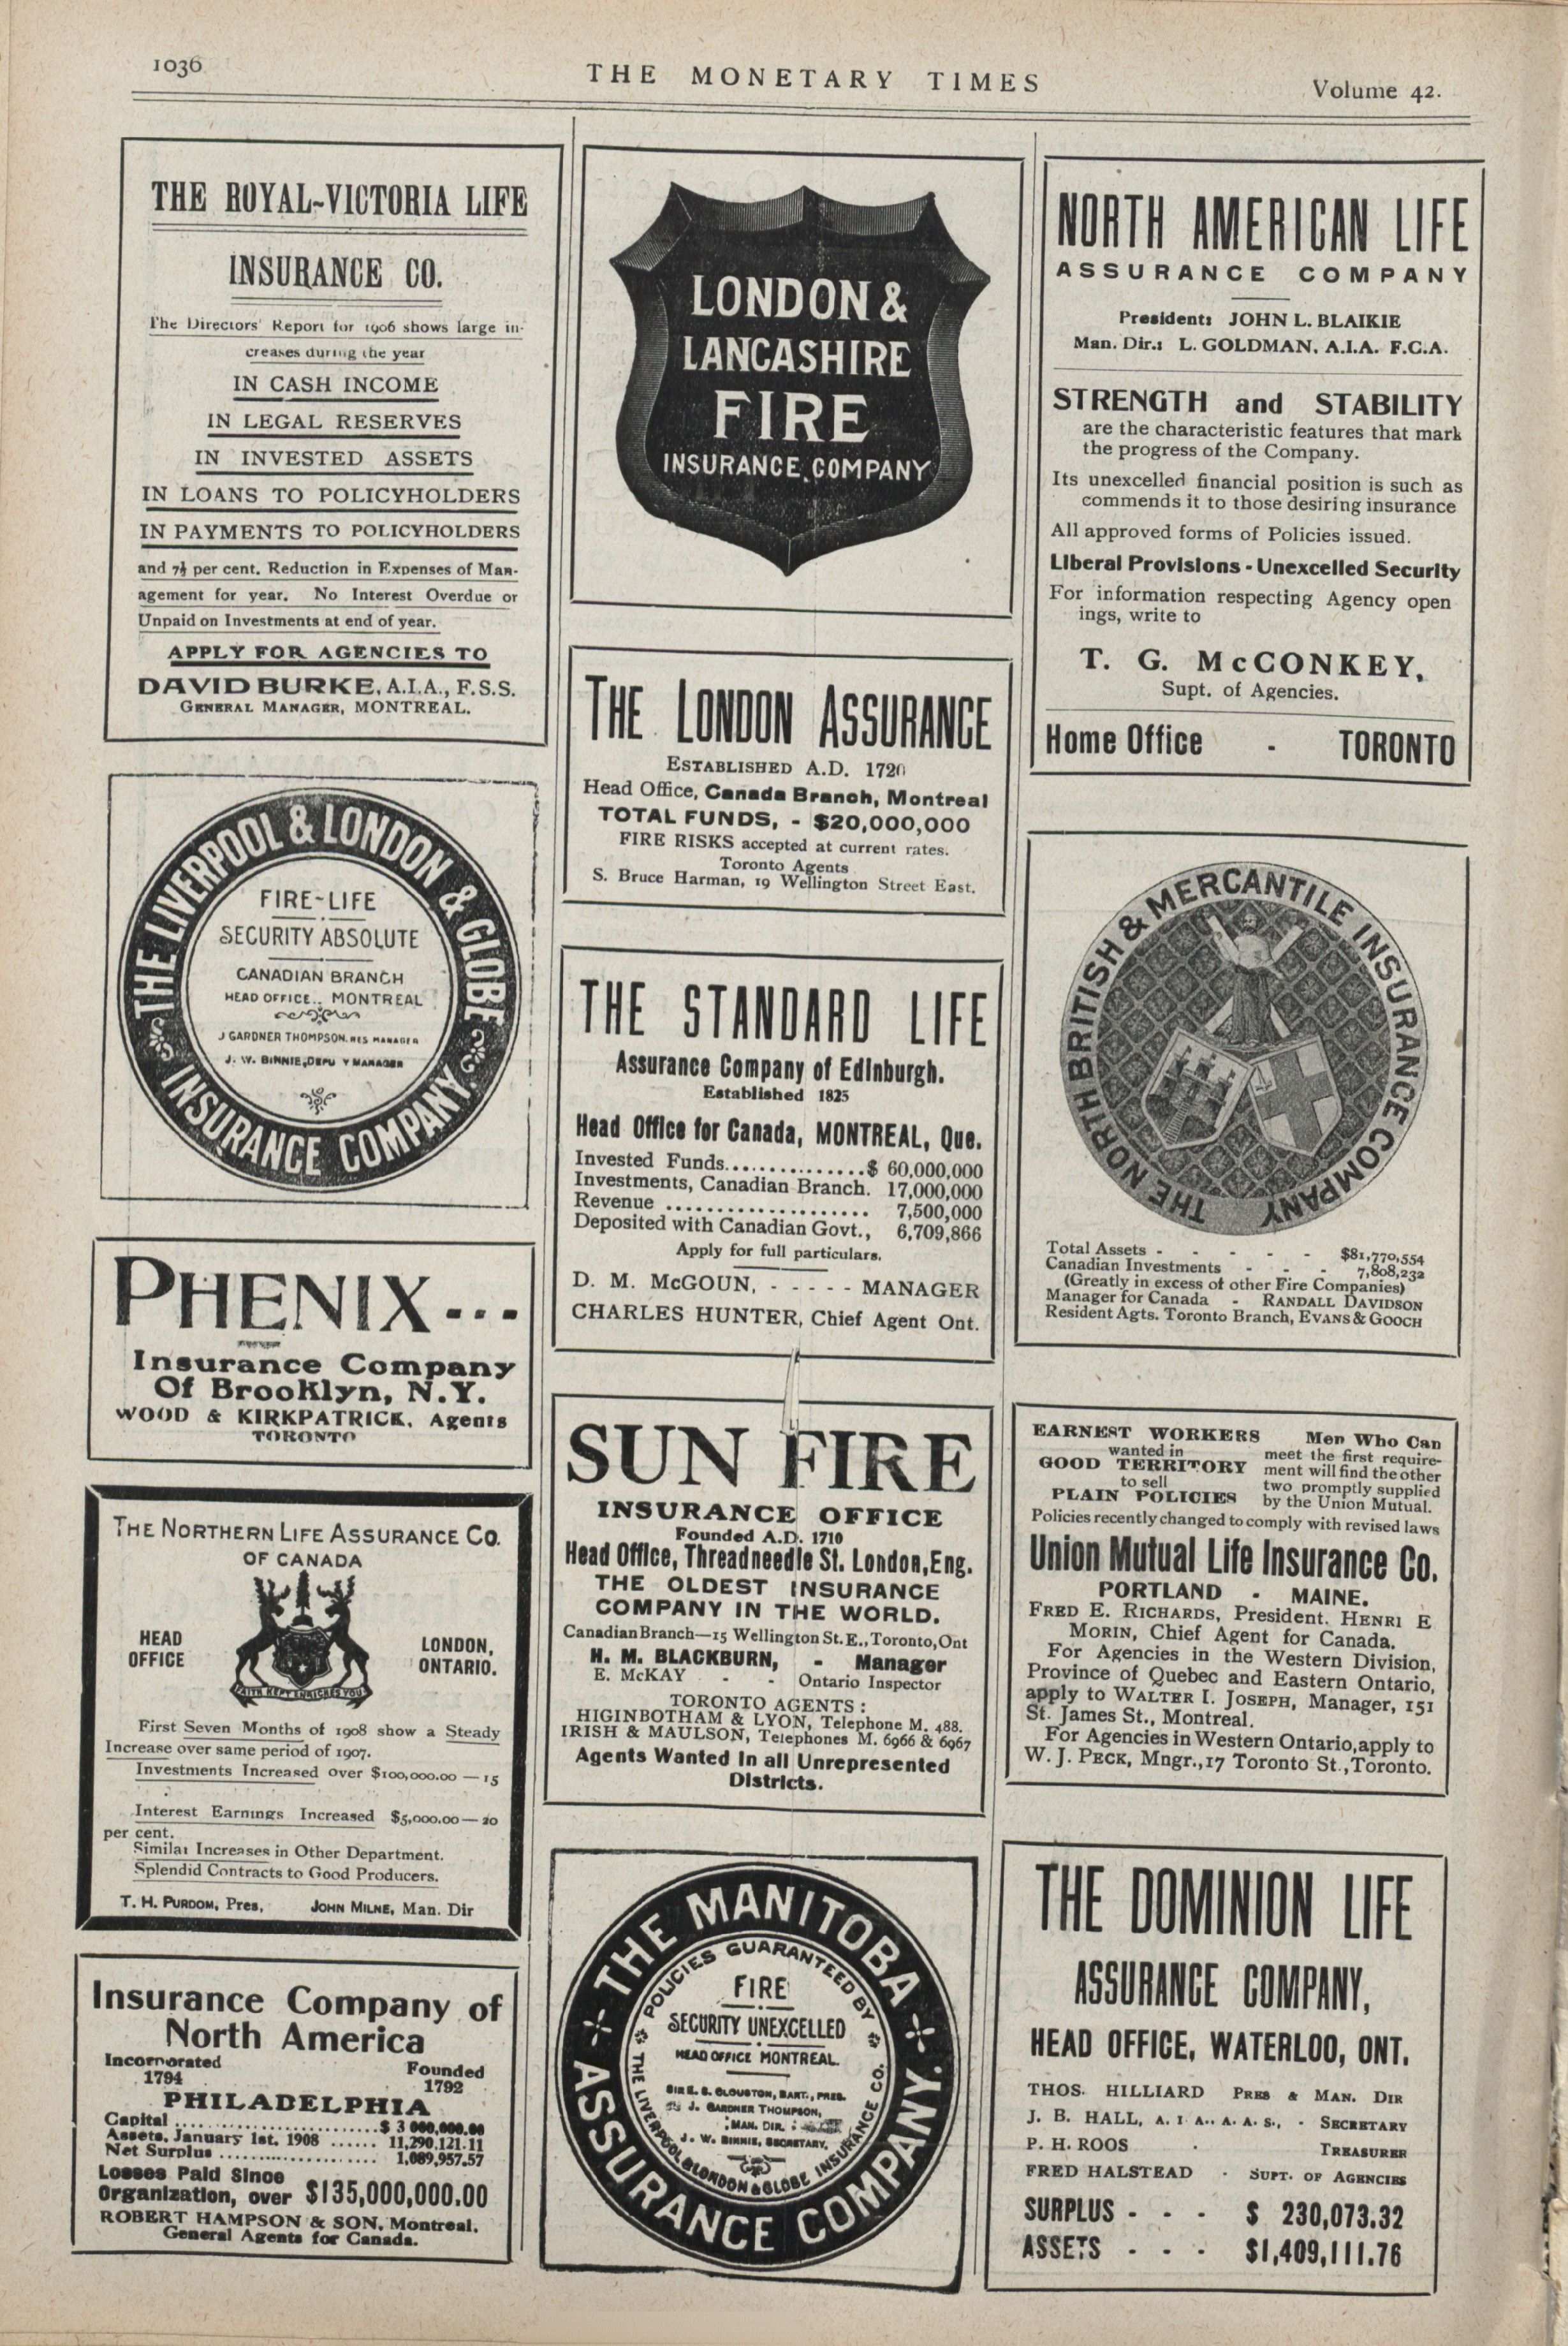 1036
THE MONETARY TIMES
Volume 42.
THE ROYAL-VICTORIA LIFE
INSURANCE CO.
The Directors' Report for 1906 shows large in-
creases during the year
IN CASH INCOME
IN LEGAL RESERVES
IN INVESTED ASSETS
IN LOANS TO POLICYHOLDERS
IN PAYMENTS TO POLICYHOLDERS
and 7½ per cent. Reduction in Expenses of Man-
agement for year. No Interest Overdue or
Unpaid on Investments at end of year.
APPLY FOR AGENCIES TO
DAVID BURKE, A.I.A., F.S.S.
GENERAL MANAGER, MONTREAL.
THE LIVERPOOL & LONDON & GLOBE
INSURANCE COMPANY
FIRE-LIFE
SECURITY ABSOLUTE
CANADIAN BRANCH
HEAD OFFICE.. MONTREAL
J GARDNER THOMPSON, RES MANAGER
J. W. BINNIE, DEPU Y MANAGER
PHENIX...
Insurance Company
Of Brooklyn, N.Y.
WOOD & KIRKPATRICK, Agents
TORONTO
THE NORTHERN LIFE ASSURANCE CO.
OF CANADA
HEAD
OFFICE
LONDON,
ONTARIO.
FAITH KEPT ENRICHES YOU
First Seven Months of 1908 show a Steady
Increase over same period of 1907.
Investments Increased over $100,000.00 — 15
Interest Earnings Increased $5,000.00 — 20
per cent.
Similar Increases in Other Department.
Splendid Contracts to Good Producers.
T. H. PURDOM, Pres, JOHN MILNE, Man. Dir
Insurance Company of
North America
Incorporated
1794
Founded
1792
PHILADELPHIA
Capital ..............................$ 3 000,000.00
Assets, January 1st, 1908 ...... 11,290,121.11
Net Surplus ........................ 1,089,957.57
Losses Paid Since
Organization, over $135,000,000.00
ROBERT HAMPSON & SON, Montreal,
General Agents for Canada.
LONDON &
LANCASHIRE
FIRE
INSURANCE COMPANY
THE LONDON ASSURANCE
ESTABLISHED A.D. 1720
Head Office, Canada Branch, Montreal
TOTAL FUNDS, - $20,000,000
FIRE RISKS accepted at current rates.
Toronto Agents
S. Bruce Harman, 19 Wellington Street East.
THE STANDARD LIFE
Assurance Company of Edinburgh.
Established 1825
Head Office for Canada, MONTREAL, Que.
Invested Funds...............$ 60,000,000
Investments, Canadian Branch. 17,000,000
Revenue ..................... 7,500,000
Deposited with Canadian Govt., 6,709,866
Apply for full particulars.
D. M. McGOUN, - - - - - MANAGER
CHARLES HUNTER, Chief Agent Ont.
SUN FIRE
INSURANCE OFFICE
Founded A.D. 1710
Head Office, Threadneedle St. London, Eng.
THE OLDEST INSURANCE
COMPANY IN THE WORLD.
Canadian Branch—15 Wellington St. E., Toronto, Ont
H. M. BLACKBURN, - Manager
E. McKAY - - Ontario Inspector
TORONTO AGENTS :
HIGINBOTHAM & LYON, Telephone M. 488.
IRISH & MAULSON, Telephones M. 6966 & 6967
Agents Wanted in all Unrepresented
Districts.
THE MANITOBA
ASSURANCE COMPANY.
POLICIES GUARANTEED BY
THE LIVERPOOL & LONDON & GLOBE INSURANCE CO.
FIRE
SECURITY UNEXCELLED
HEAD OFFICE MONTREAL.
SIR E. S. CLOUSTON, BART., PRES.
J. GARDNER THOMPSON,
MAN. DIR.
J. W. BINNIE, SECRETARY.
NORTH AMERICAN LIFE
ASSURANCE COMPANY
President: JOHN L. BLAIKIE
Man. Dir.: L. GOLDMAN, A.I.A. F.C.A.
STRENGTH and STABILITY
are the characteristic features that mark
the progress of the Company.
Its unexcelled financial position is such as
commends it to those desiring insurance
All approved forms of Policies issued.
Liberal Provisions - Unexcelled Security
For information respecting Agency open
ings, write to
T. G. McCONKEY,
Supt. of Agencies.
Home Office - TORONTO
THE NORTH BRITISH & MERCANTILE INSURANCE COMPANY
Total Assets - - - - - $81,770,554
Canadian Investments - - - 7,808,232
(Greatly in excess of other Fire Companies)
Manager for Canada - RANDALL DAVIDSON
Resident Agts. Toronto Branch, EVANS & GOOCH
EARNEST WORKERS
wanted in
GOOD TERRITORY
to sell
PLAIN POLICIES
Men Who Can
meet the first require-
ment will find the other
two promptly supplied
by the Union Mutual.
Policies recently changed to comply with revised laws
Union Mutual Life Insurance Co.
PORTLAND - MAINE.
FRED E. RICHARDS, President. HENRI E
MORIN, Chief Agent for Canada.
For Agencies in the Western Division,
Province of Quebec and Eastern Ontario,
apply to WALTER I. JOSEPH, Manager, 151
St. James St., Montreal.
For Agencies in Western Ontario, apply to
W. J. PECK, Mngr., 17 Toronto St., Toronto.
THE DOMINION LIFE
ASSURANCE COMPANY,
HEAD OFFICE, WATERLOO, ONT.
THOS. HILLIARD PRES & MAN. DIR
J. B. HALL, A. I A., A. A. S., - SECRETARY
P. H. ROOS - TREASURER
FRED HALSTEAD - SUPT. OF AGENCIES
SURPLUS - - - $ 230,073.32
ASSETS - - - $1,409,111.76